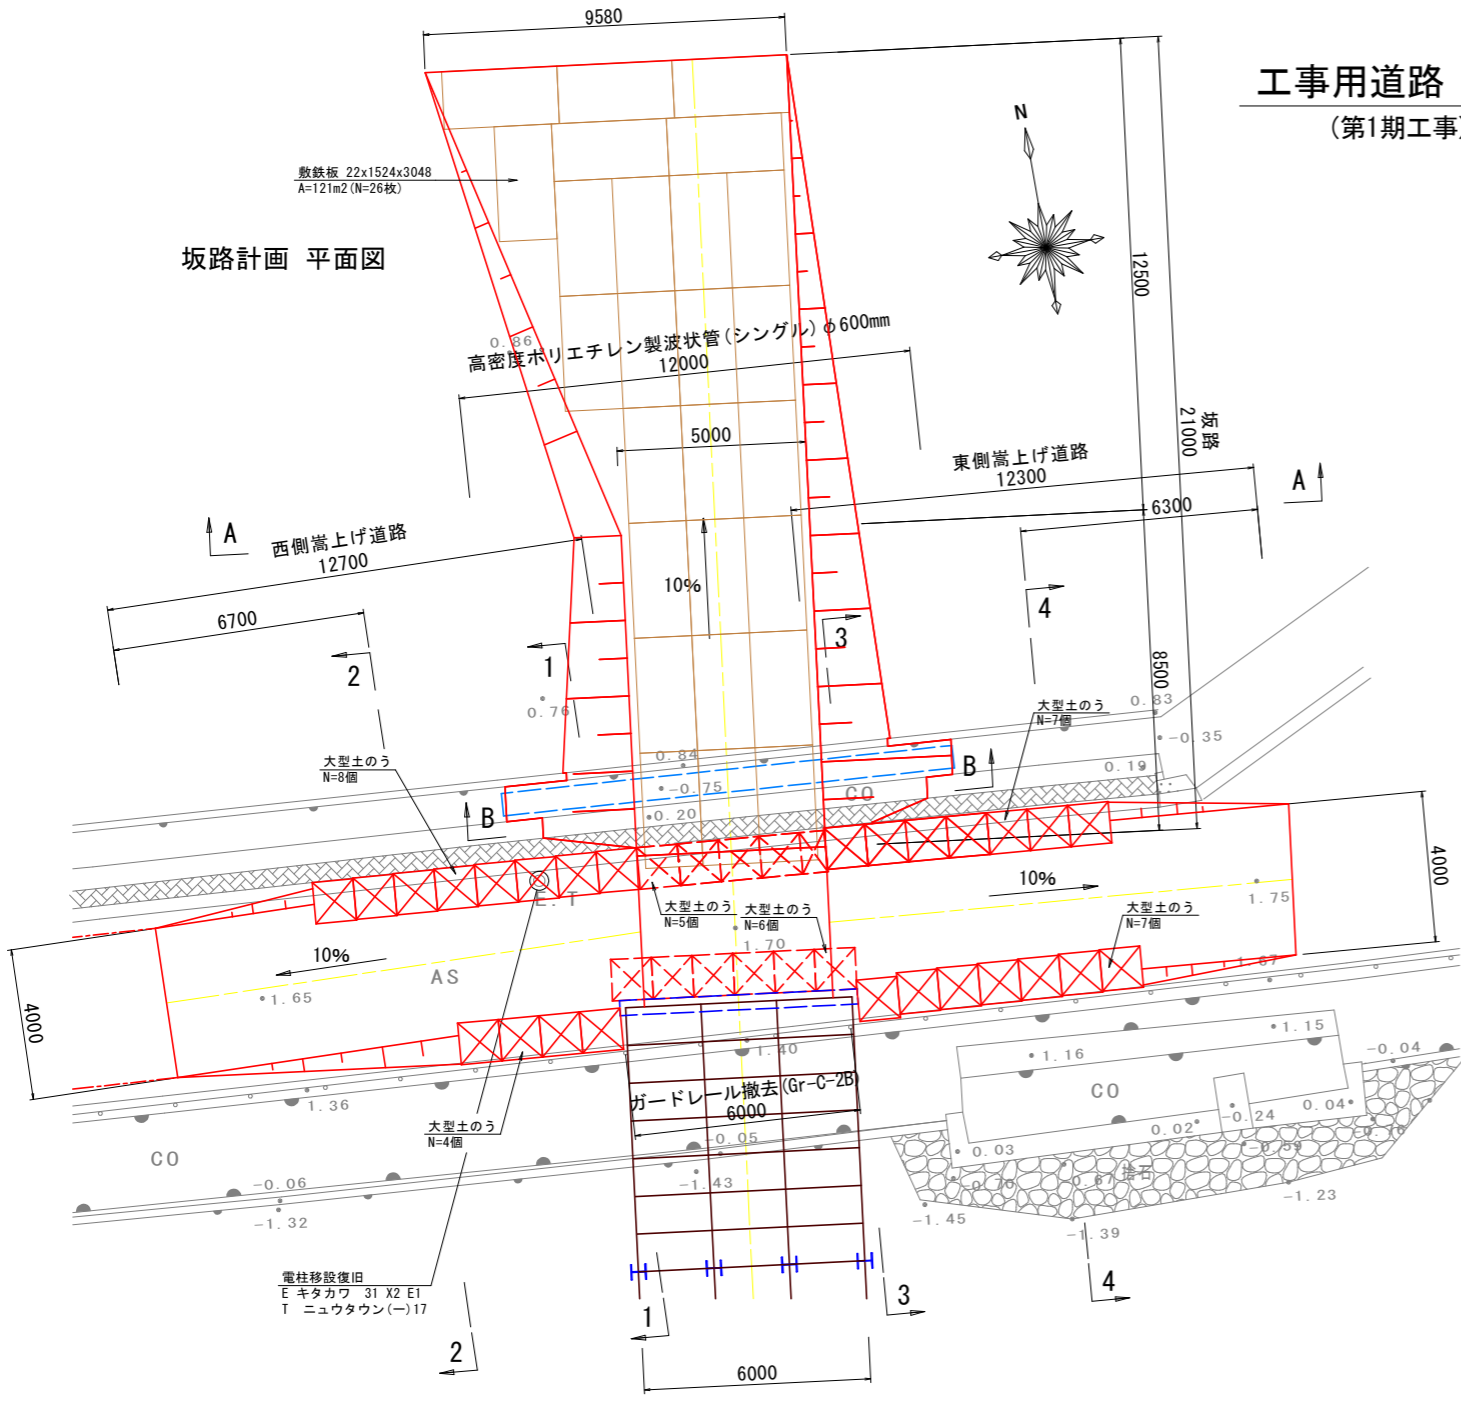 9580
工事用道路
(第1期工事)
N
敷鉄板 22x1524x3048
A=121m2(N=26枚)
坂路計画 平面図
12500
0.86
高密度ポリエチレン製波状管(シングル)φ600mm
12000
坂路
21000
5000
東側嵩上げ道路
12300
A
6300
A
西側嵩上げ道路
12700
10%
6700
4
3
1
2
8500
0.76
大型土のう
N=7個
0.83
-0.35
大型土のう
N=8個
0.84
-0.75
B
0.19
CO
0.20
B
4000
E.T
10%
1.75
大型土のう
N=5個
大型土のう
N=6個
大型土のう
N=7個
1.70
10%
AS
1.65
1.67
4000
1.40
1.15
1.16
-0.04
ガードレール撤去(Gr-C-2B)
6000
CO
1.36
-0.24
0.04
大型土のう
N=4個
-0.05
0.02
-0.76
CO
0.03
-0.59
-0.06
-1.43
-0.70
0.67
捨石
-1.23
-1.32
-1.45
-1.39
電柱移設復旧
E キタカワ 31 X2 E1
T ニュウタウン(一)17
1
3
4
2
6000